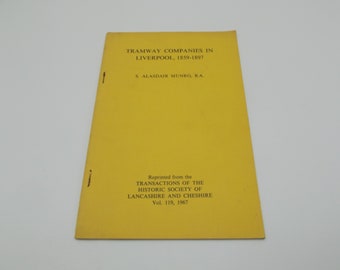 TRAMWAY COMPANIES IN
LIVERPOOL, 1859-1897
S. ALASDAIR MUNRO, B.A.
Reprinted from the
TRANSACTIONS OF THE
HISTORIC SOCIETY OF
LANCASHIRE AND CHESHIRE
Vol. 119, 1967